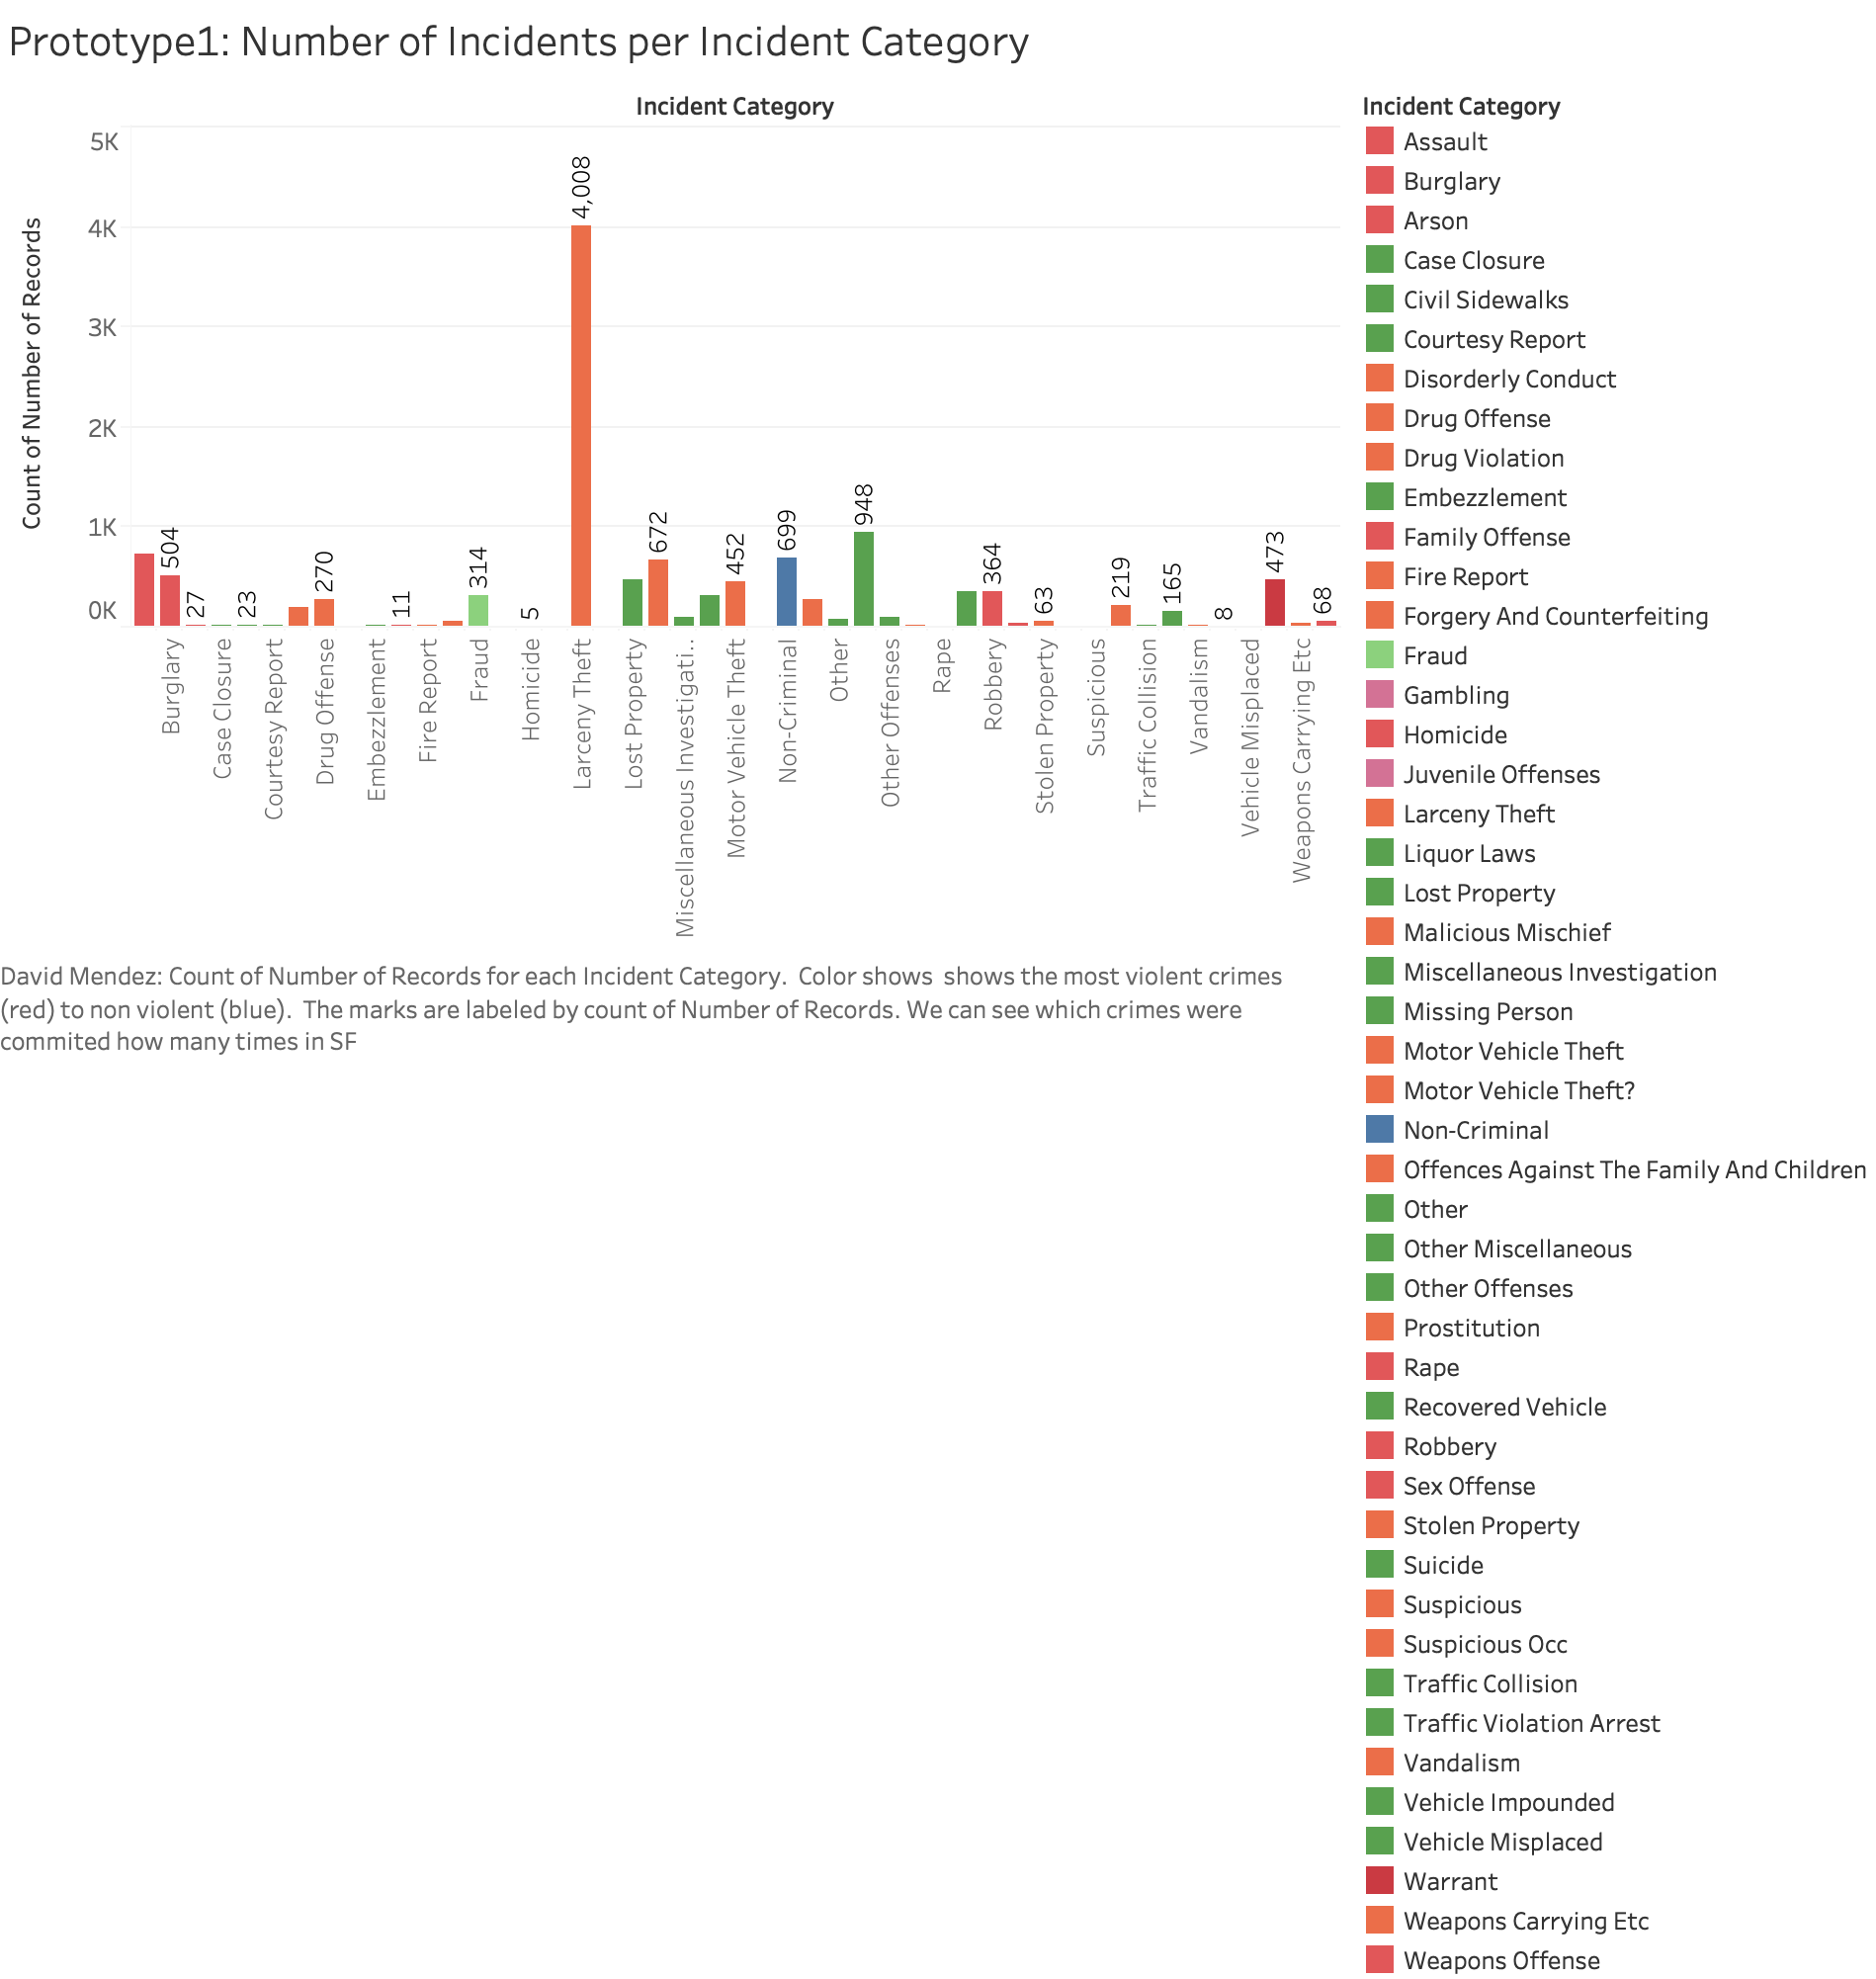 Prototype1: Number of Incidents per Incident Category
Incident Category
Count of Number of Records
5K
4K
3K
2K
1K
0K
504
27
23
270
11
314
5
4,008
672
452
699
948
364
63
219
165
8
473
68
Burglary
Case Closure
Courtesy Report
Drug Offense
Embezzlement
Fire Report
Fraud
Homicide
Larceny Theft
Lost Property
Miscellaneous Investigati..
Motor Vehicle Theft
Non-Criminal
Other
Other Offenses
Rape
Robbery
Stolen Property
Suspicious
Traffic Collision
Vandalism
Vehicle Misplaced
Weapons Carrying Etc
David Mendez: Count of Number of Records for each Incident Category.  Color shows  shows the most violent crimes
(red) to non violent (blue).  The marks are labeled by count of Number of Records. We can see which crimes were
commited how many times in SF
Incident Category
Assault
Burglary
Arson
Case Closure
Civil Sidewalks
Courtesy Report
Disorderly Conduct
Drug Offense
Drug Violation
Embezzlement
Family Offense
Fire Report
Forgery And Counterfeiting
Fraud
Gambling
Homicide
Juvenile Offenses
Larceny Theft
Liquor Laws
Lost Property
Malicious Mischief
Miscellaneous Investigation
Missing Person
Motor Vehicle Theft
Motor Vehicle Theft?
Non-Criminal
Offences Against The Family And Children
Other
Other Miscellaneous
Other Offenses
Prostitution
Rape
Recovered Vehicle
Robbery
Sex Offense
Stolen Property
Suicide
Suspicious
Suspicious Occ
Traffic Collision
Traffic Violation Arrest
Vandalism
Vehicle Impounded
Vehicle Misplaced
Warrant
Weapons Carrying Etc
Weapons Offense